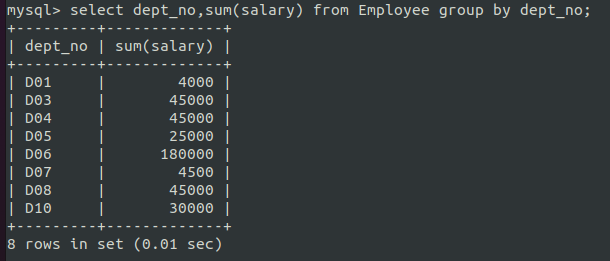 mysql> select dept_no,sum(salary) from Employee group by dept_no;
+---------+-------------+
| dept_no | sum(salary) |
+---------+-------------+
| D01     |        4000 |
| D03     |       45000 |
| D04     |       45000 |
| D05     |       25000 |
| D06     |      180000 |
| D07     |        4500 |
| D08     |       45000 |
| D10     |       30000 |
+---------+-------------+
8 rows in set (0.01 sec)